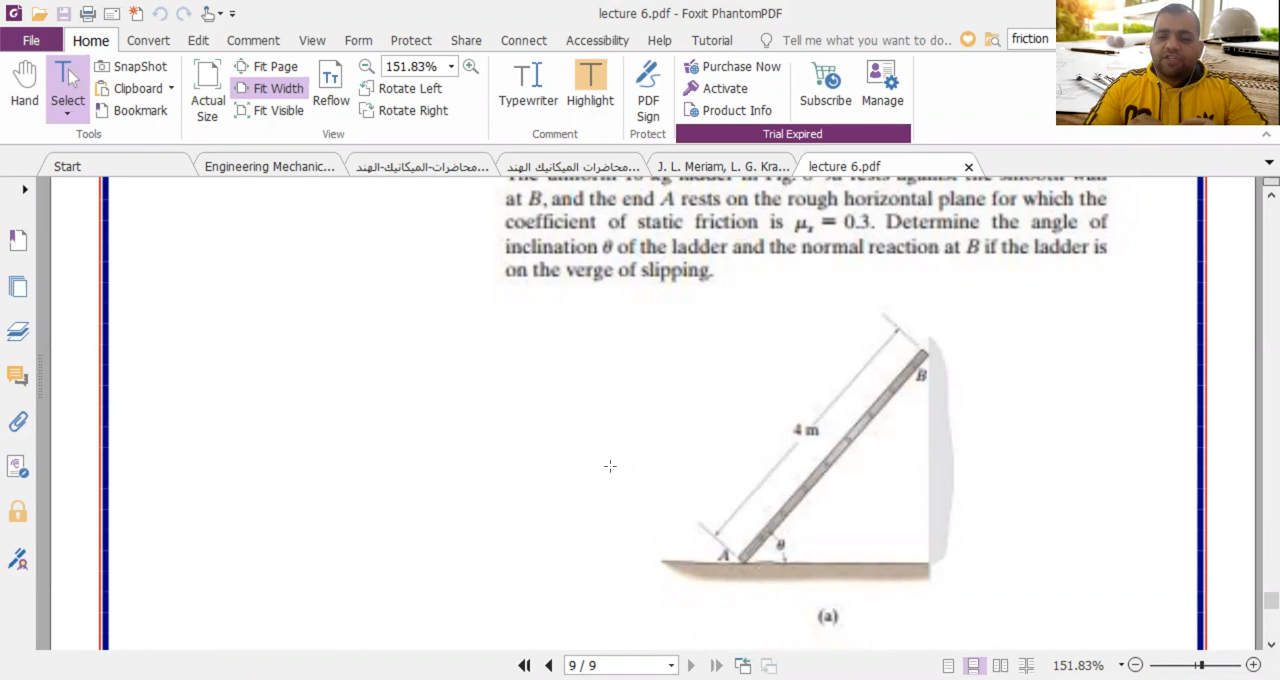 lecture 6.pdf - Foxit PhantomPDF
File
Home
Convert
Edit
Comment
View
Form
Protect
Share
Connect
Accessibility
Help
Tutorial
Tell me what you want to do..
friction
Hand
Select
SnapShot
Clipboard
Bookmark
Tools
Actual
Size
Fit Page
Fit Width
Fit Visible
Reflow
151.83%
Rotate Left
Rotate Right
View
Typewriter
Highlight
Comment
PDF
Sign
Protect
Purchase Now
Activate
Product Info
Subscribe
Manage
Trial Expired
Start
Engineering Mechanic...
محاضرات-الميكانيك-الهند...
محاضرات الميكانيك الهند...
J. L. Meriam, L. G. Kra...
lecture 6.pdf
at B, and the end A rests on the rough horizontal plane for which the
coefficient of static friction is μs = 0.3. Determine the angle of
inclination θ of the ladder and the normal reaction at B if the ladder is
on the verge of slipping.
B
4 m
A
θ
(a)
9 / 9
151.83%